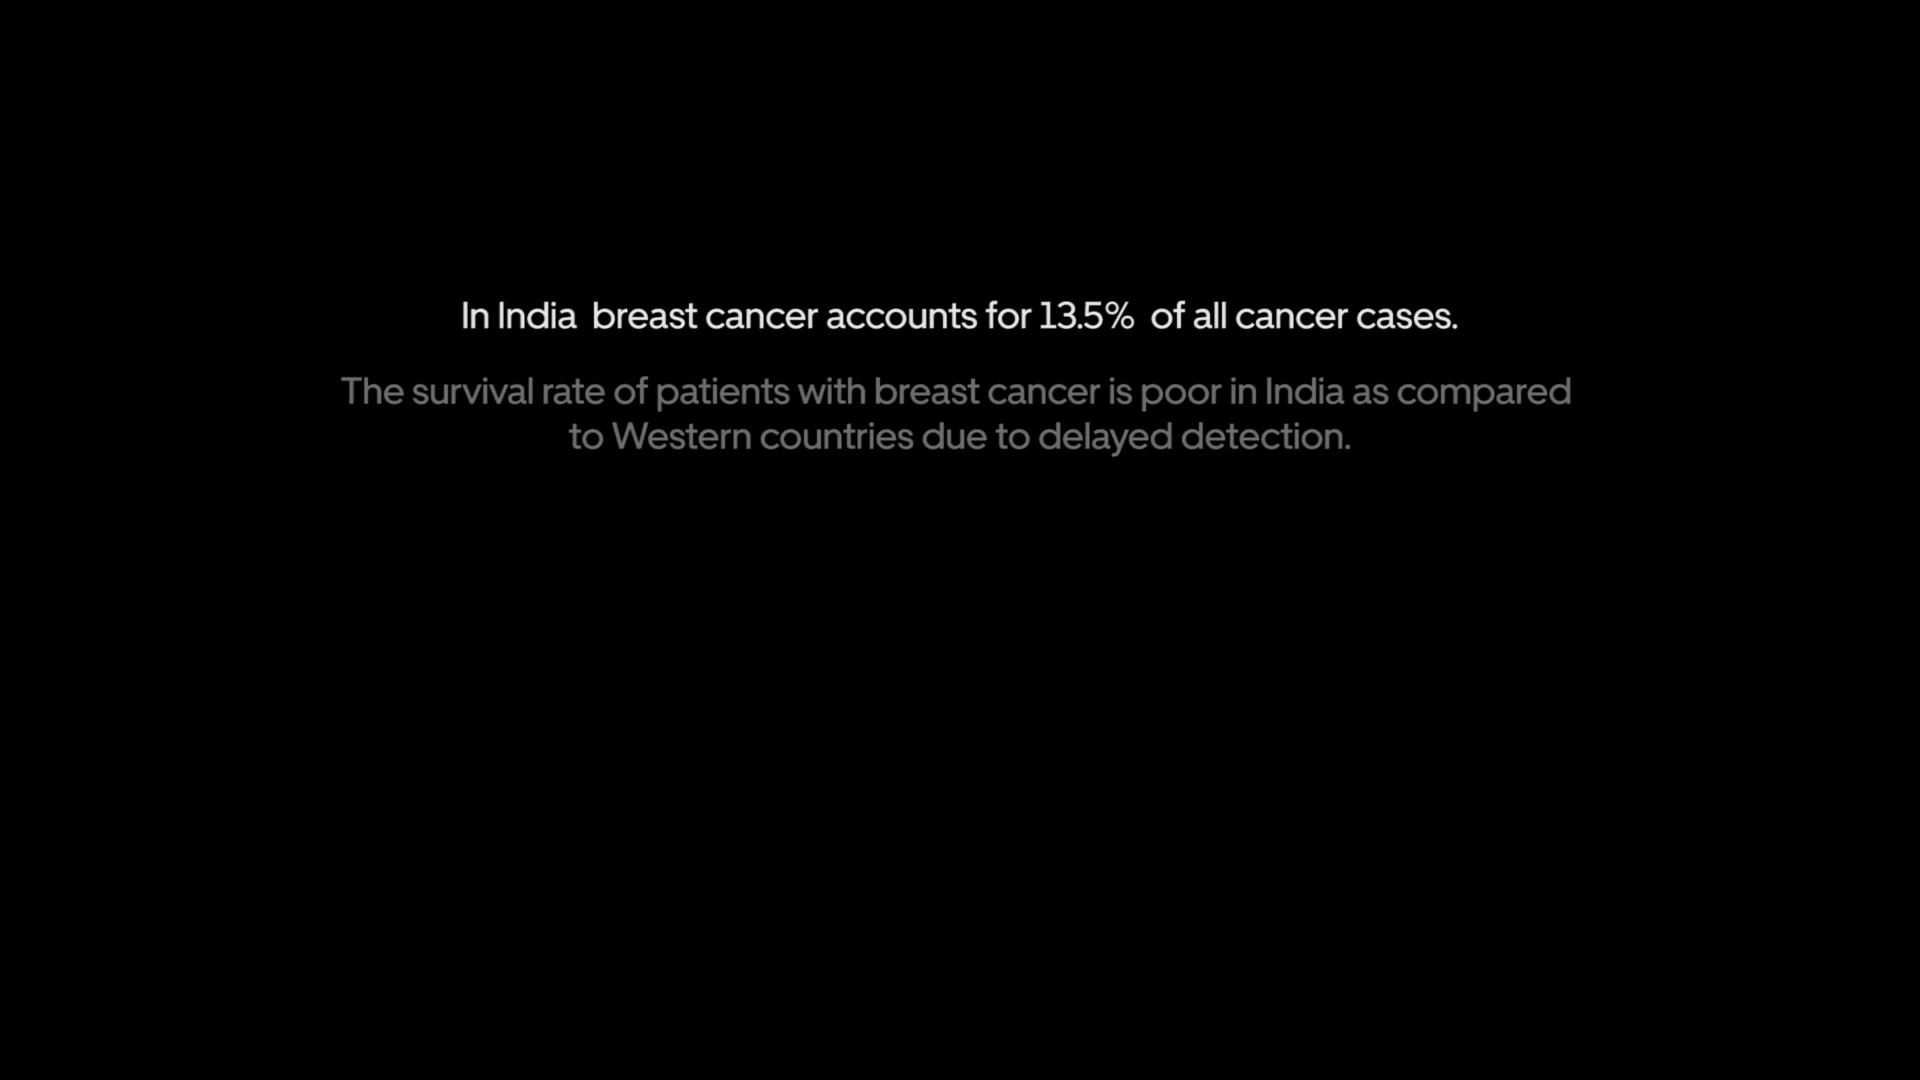 In India  breast cancer accounts for 13.5%  of all cancer cases.
The survival rate of patients with breast cancer is poor in India as compared
to Western countries due to delayed detection.